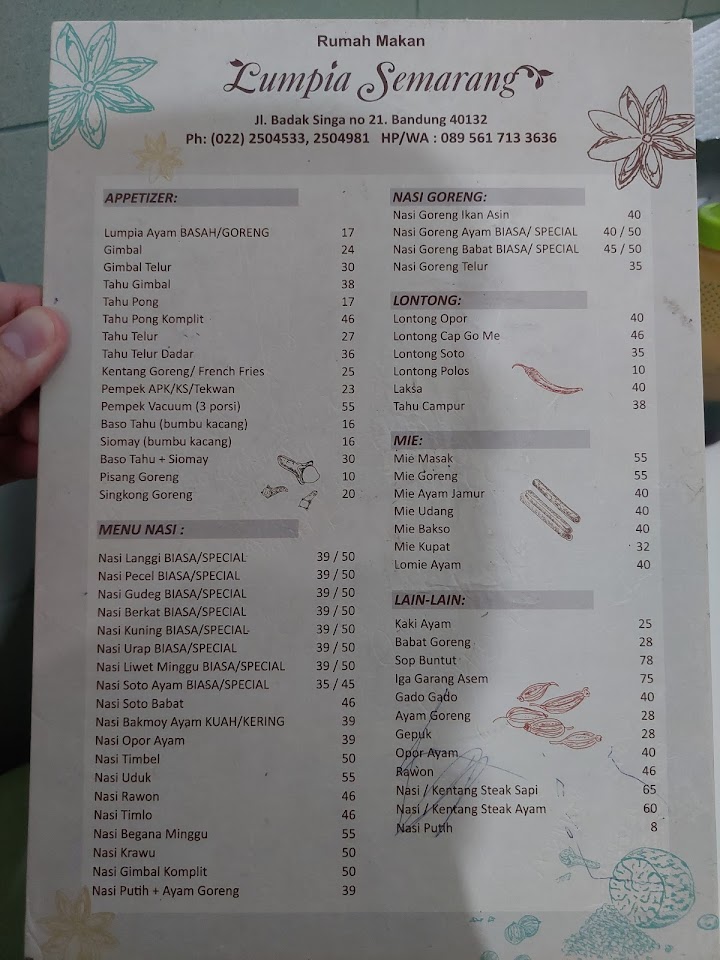 Rumah Makan
Lumpia Semarang
Jl. Badak Singa no 21. Bandung 40132
Ph: (022) 2504533, 2504981 HP/WA : 089 561 713 3636
APPETIZER:
Lumpia Ayam BASAH/GORENG 17
Gimbal 24
Gimbal Telur 30
Tahu Gimbal 38
Tahu Pong 17
Tahu Pong Komplit 46
Tahu Telur 27
Tahu Telur Dadar 36
Kentang Goreng/ French Fries 25
Pempek APK/KS/Tekwan 23
Pempek Vacuum (3 porsi) 55
Baso Tahu (bumbu kacang) 16
Siomay (bumbu kacang) 16
Baso Tahu + Siomay 30
Pisang Goreng 10
Singkong Goreng 20
MENU NASI :
Nasi Langgi BIASA/SPECIAL 39 / 50
Nasi Pecel BIASA/SPECIAL 39 / 50
Nasi Gudeg BIASA/SPECIAL 39 / 50
Nasi Berkat BIASA/SPECIAL 39 / 50
Nasi Kuning BIASA/SPECIAL 39 / 50
Nasi Urap BIASA/SPECIAL 39 / 50
Nasi Liwet Minggu BIASA/SPECIAL 39 / 50
Nasi Soto Ayam BIASA/SPECIAL 35 / 45
Nasi Soto Babat 46
Nasi Bakmoy Ayam KUAH/KERING 39
Nasi Opor Ayam 39
Nasi Timbel 50
Nasi Uduk 55
Nasi Rawon 46
Nasi Timlo 46
Nasi Begana Minggu 55
Nasi Krawu 50
Nasi Gimbal Komplit 50
Nasi Putih + Ayam Goreng 39
NASI GORENG:
Nasi Goreng Ikan Asin 40
Nasi Goreng Ayam BIASA/ SPECIAL 40 / 50
Nasi Goreng Babat BIASA/ SPECIAL 45 / 50
Nasi Goreng Telur 35
LONTONG:
Lontong Opor 40
Lontong Cap Go Me 46
Lontong Soto 35
Lontong Polos 10
Laksa 40
Tahu Campur 38
MIE:
Mie Masak 55
Mie Goreng 55
Mie Ayam Jamur 40
Mie Udang 40
Mie Bakso 40
Mie Kupat 32
Lomie Ayam 40
LAIN-LAIN:
Kaki Ayam 25
Babat Goreng 28
Sop Buntut 78
Iga Garang Asem 75
Gado Gado 40
Ayam Goreng 28
Gepuk 28
Opor Ayam 40
Rawon 46
Nasi / Kentang Steak Sapi 65
Nasi / Kentang Steak Ayam 60
Nasi Putih 8